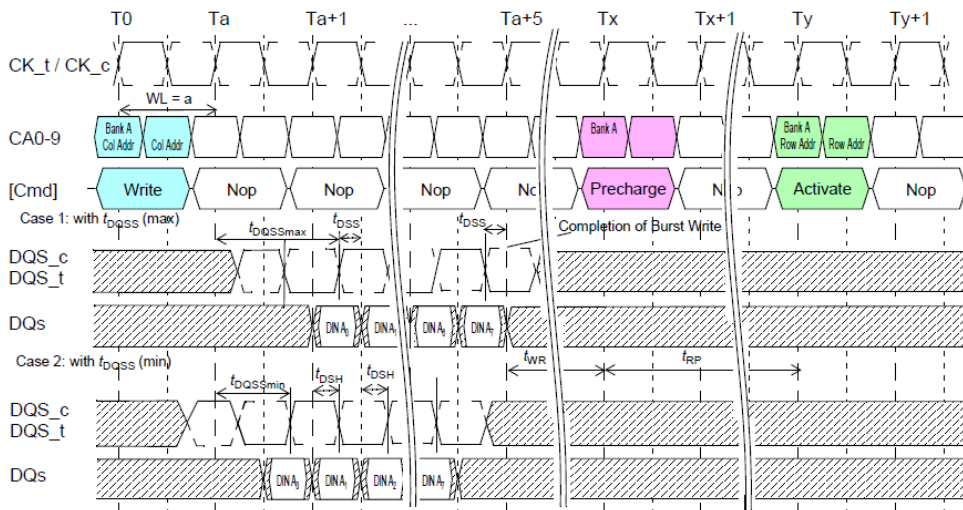 T0 Ta Ta+1 ... Ta+5 Tx Tx+1 Ty Ty+1
CK_t / CK_c
WL = a
CA0-9
Bank A
Col Addr
Col Addr
Bank A
Bank A
Row Addr
Row Addr
[Cmd] Write Nop Nop Nop Precharge Nop Activate Nop
Case 1: with tDQSS (max)
tDQSSmax tDSS tDSS
Completion of Burst Write
DQS_c
DQS_t
DQs DINA0 DINA1 DINA7
tWR tRP
Case 2: with tDQSS (min)
tDQSSmin tDSH tDSH
DQS_c
DQS_t
DQs DINA0 DINA1 DINA2 DINA7